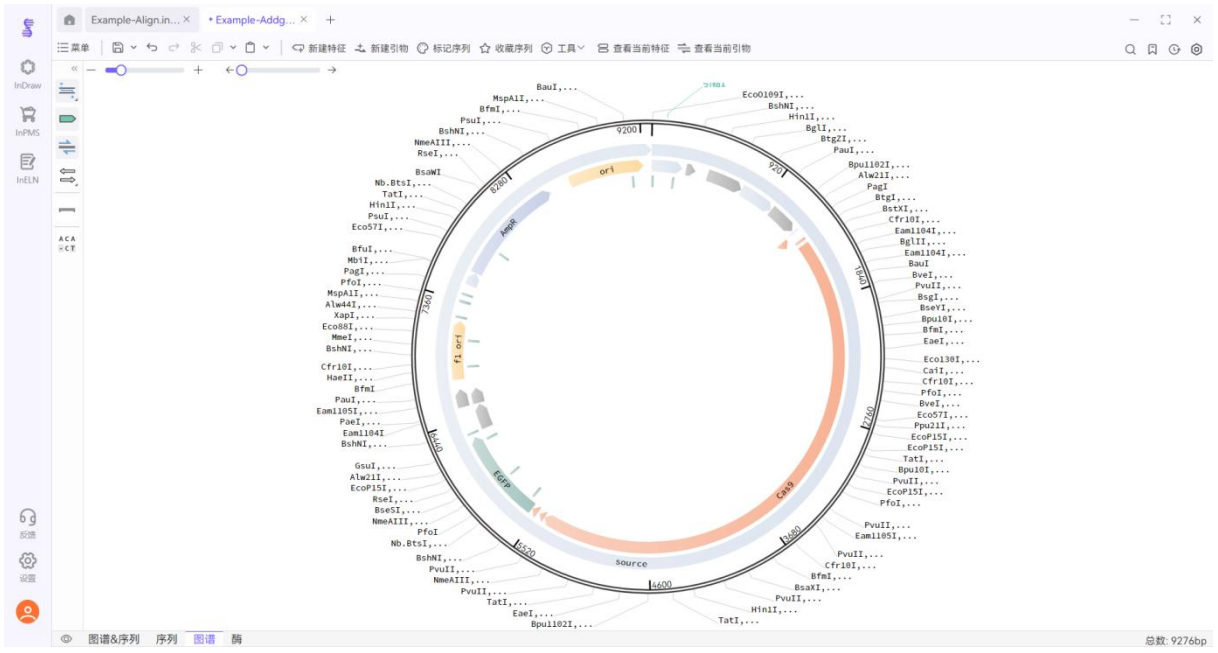 Example-Align.in...
• Example-Addg...
菜单
新建特征
新建引物
标记序列
收藏序列
工具
查看当前特征
查看当前引物
InDraw
InPMS
InELN
反馈
设置
ACA
-CT
BauI,...
MspA1I,...
BfmI,...
PsuI,...
BshNI,...
NmeAIII,...
RseI,...
BsaWI
Nb.BtsI,...
TatI,...
Hin1I,...
PsuI,...
Eco57I,...
BfuI,...
MbiI,...
PagI,...
PfoI,...
MspA1I,...
Alw44I,...
XapI,...
Eco88I,...
MmeI,...
BshNI,...
Cfr10I,...
HaeII,...
BfmI
PauI,...
Eam1105I,...
PaeI,...
Eam1104I
BshNI,...
GsuI,...
Alw21I,...
EcoP15I,...
RseI,...
BseSI,...
NmeAIII,...
PfoI
Nb.BtsI,...
BshNI,...
PvuII,...
NmeAIII,...
PvuII,...
TatI,...
EaeI,...
Bpu1102I,...
EcoO109I,...
BshNI,...
Hin1I,...
BglI,...
BtgZI,...
PauI,...
Bpu1102I,...
Alw21I,...
PagI
BtgI,...
BstXI,...
Cfr10I,...
Eam1104I,...
BglII,...
Eam1104I,...
BauI
BveI,...
PvuII,...
BsgI,...
BseYI,...
Bpu10I,...
BfmI,...
EaeI,...
Eco130I,...
CaiI,...
Cfr10I,...
PfoI,...
BveI,...
Eco57I,...
Ppu21I,...
EcoP15I,...
EcoP15I,...
TatI,...
Bpu10I,...
PvuII,...
EcoP15I,...
PfoI,...
PvuII,...
Eam1105I,...
PvuII,...
Cfr10I,...
BfmI,...
BsaXI,...
PvuII,...
Hin1I,...
TatI,...
9200
920
1840
2760
3680
4600
5520
6440
7360
8280
ori
AmpR
f1 ori
EGFP
Cas9
source
图谱&序列
序列
图谱
酶
总数: 9276bp